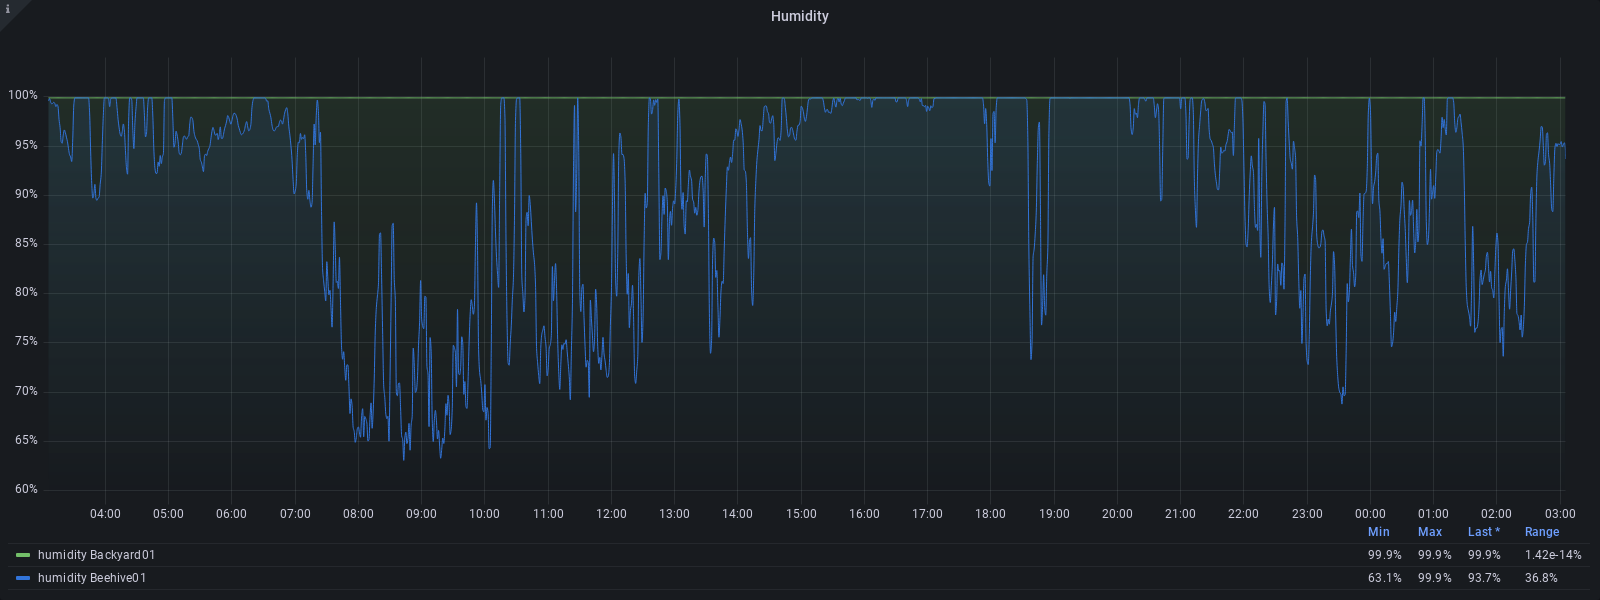 i
Humidity
100%
95%
90%
85%
80%
75%
70%
65%
60%
04:00 05:00 06:00 07:00 08:00 09:00 10:00 11:00 12:00 13:00 14:00 15:00 16:00 17:00 18:00 19:00 20:00 21:00 22:00 23:00 00:00 01:00 02:00 03:00
Min Max Last * Range
humidity Backyard01 99.9% 99.9% 99.9% 1.42e-14%
humidity Beehive01 63.1% 99.9% 93.7% 36.8%